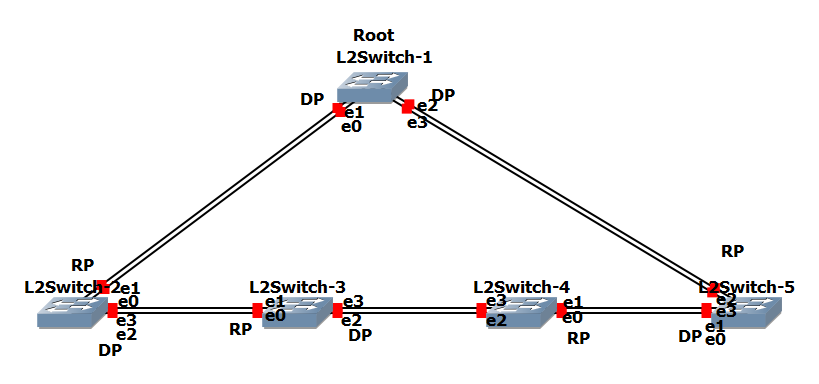 Root
L2Switch-1
DP
DP
e1
e2
e0
e3
RP
RP
L2Switch-2
L2Switch-3
L2Switch-4
L2Switch-5
e1
e0
e3
e2
DP
e1
e0
RP
e3
e2
DP
e3
e2
e1
e0
RP
e2
e3
e1
e0
DP